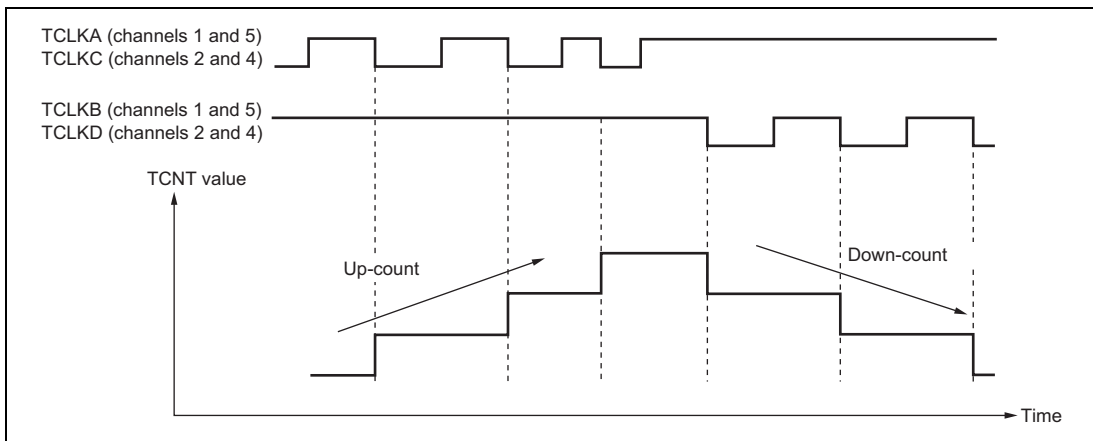 TCLKA (channels 1 and 5)
TCLKC (channels 2 and 4)
TCLKB (channels 1 and 5)
TCLKD (channels 2 and 4)
TCNT value
Up-count
Down-count
Time